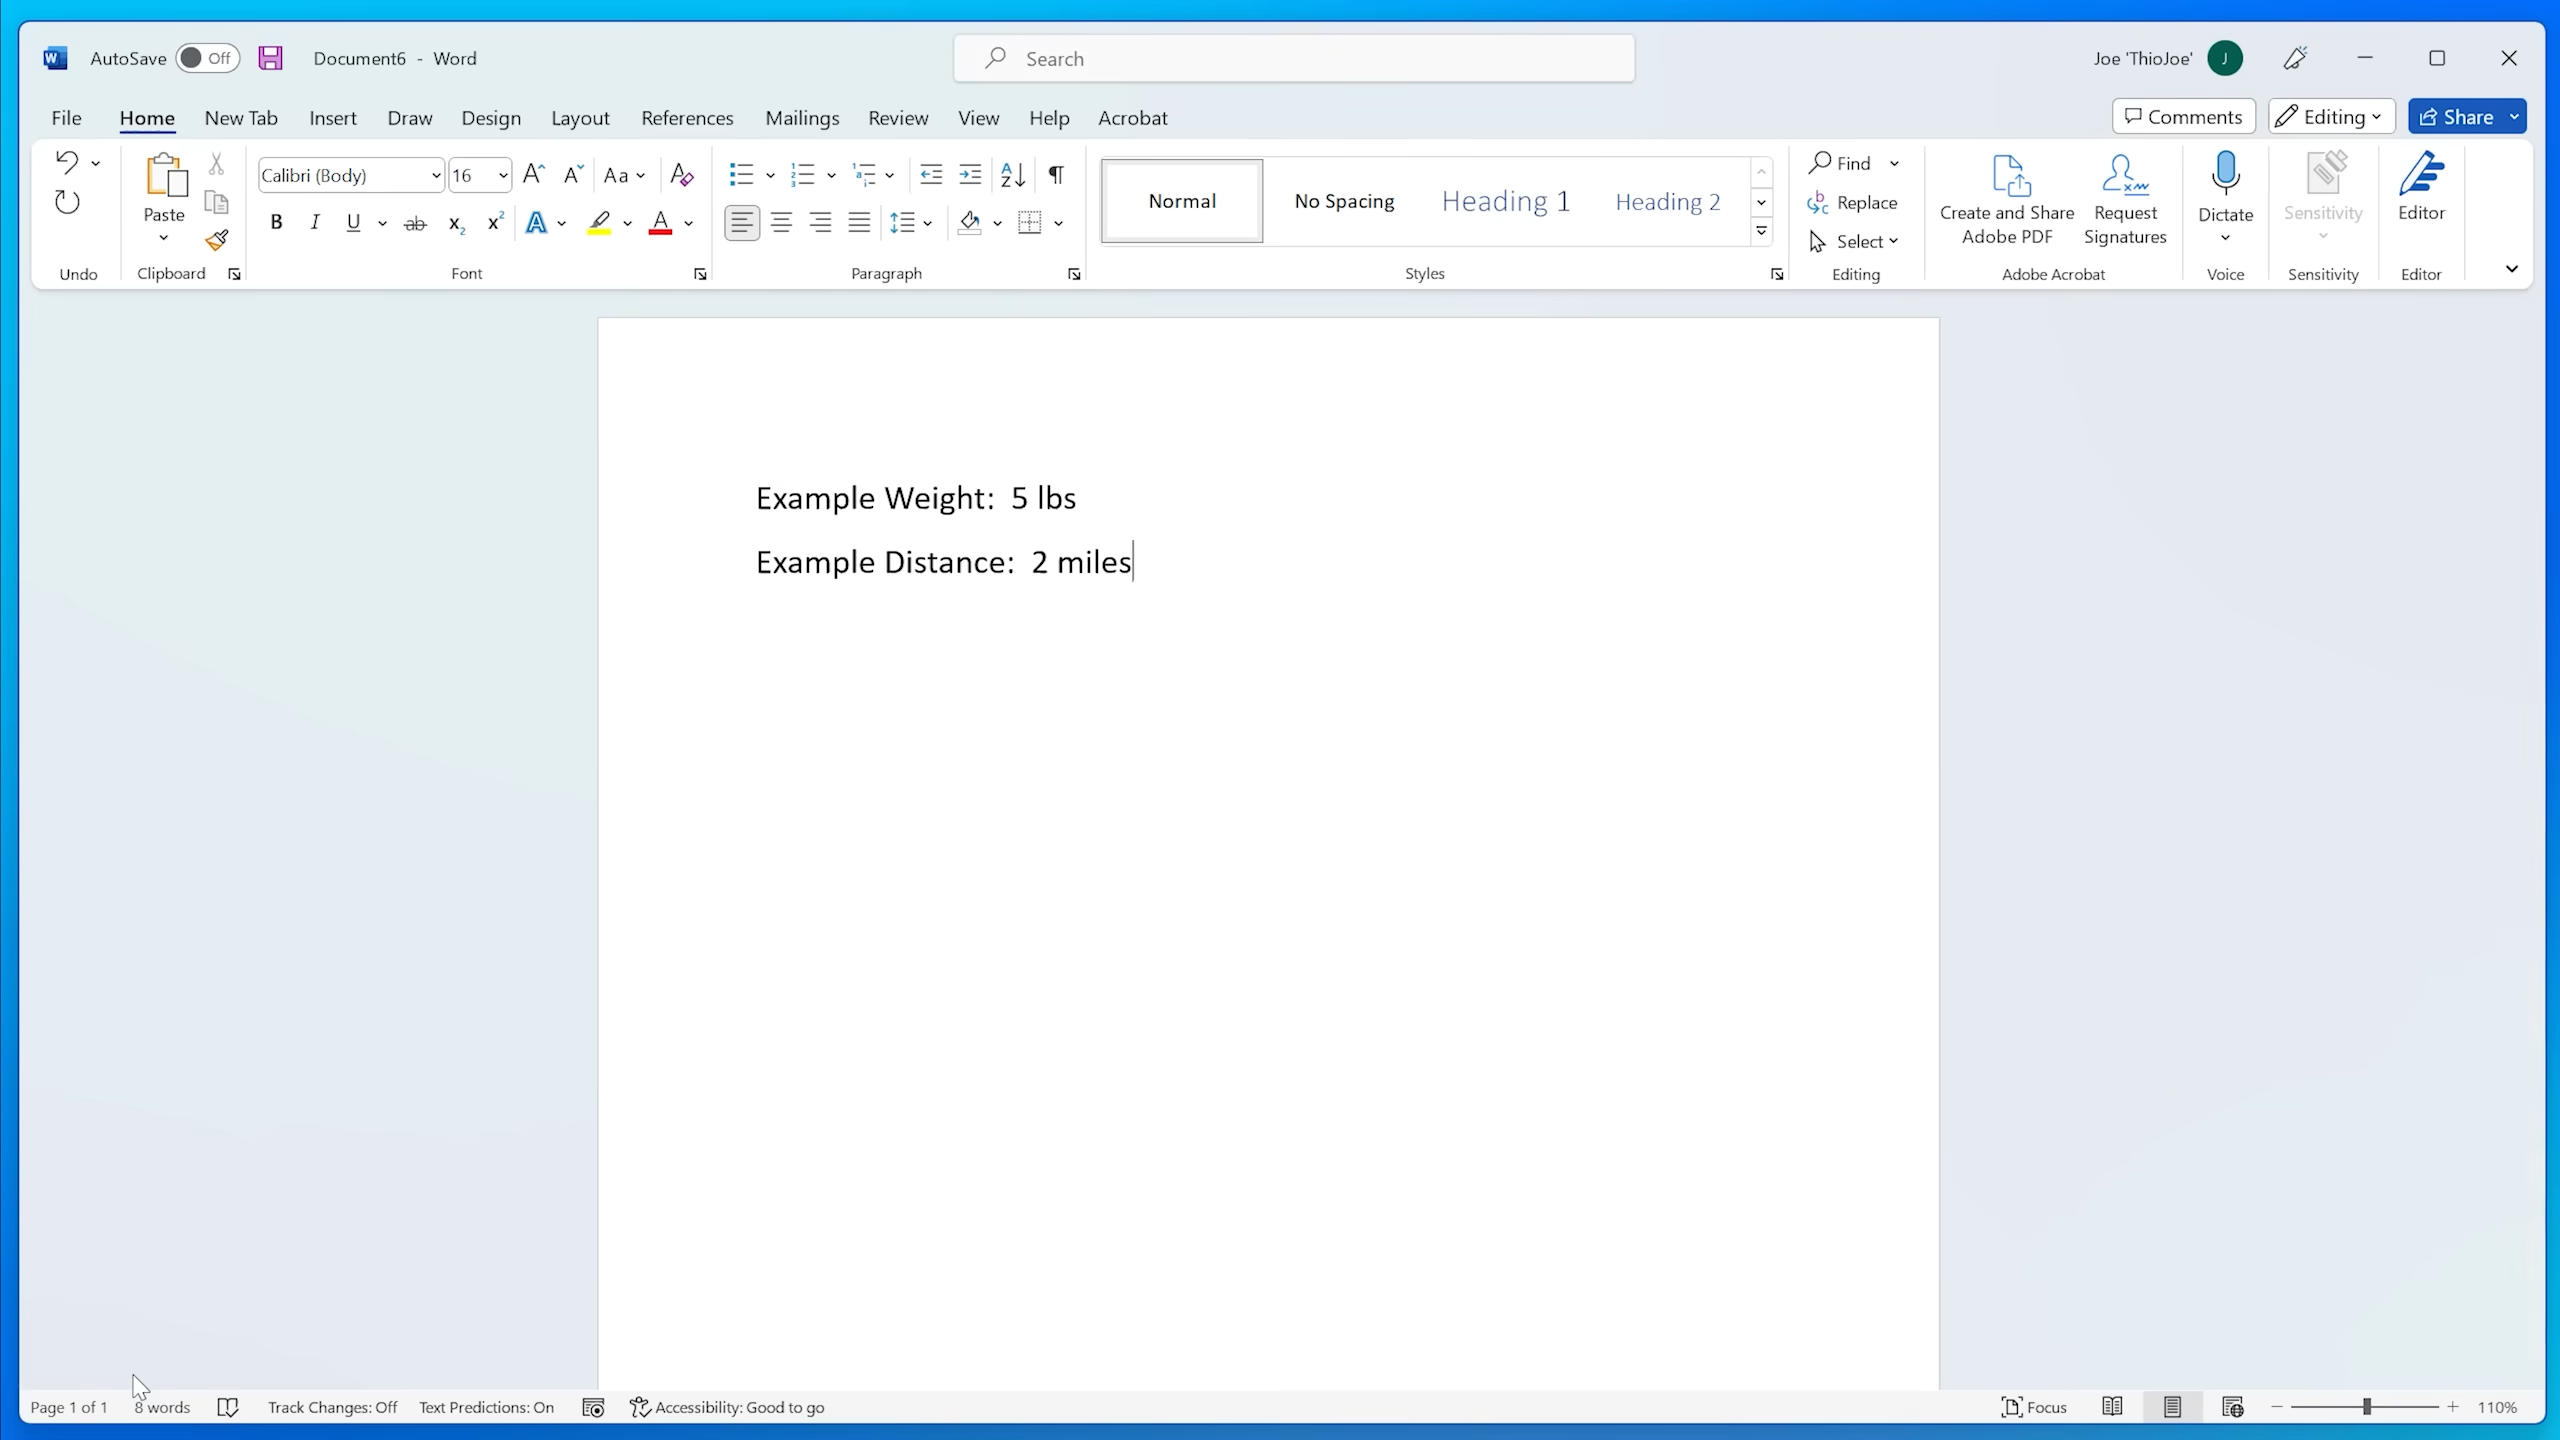 AutoSave Off Document6 - Word Search Joe 'ThioJoe' J
File Home New Tab Insert Draw Design Layout References Mailings Review View Help Acrobat Comments Editing Share
Calibri (Body) 16 Aa
Paste
Normal No Spacing Heading 1 Heading 2
Find
Replace
Select
Create and Share
Adobe PDF
Request
Signatures
Dictate
Sensitivity
Editor
Undo Clipboard Font Paragraph Styles Editing Adobe Acrobat Voice Sensitivity Editor
Example Weight:  5 lbs
Example Distance:  2 miles
Page 1 of 1 8 words Track Changes: Off Text Predictions: On Accessibility: Good to go Focus 110%